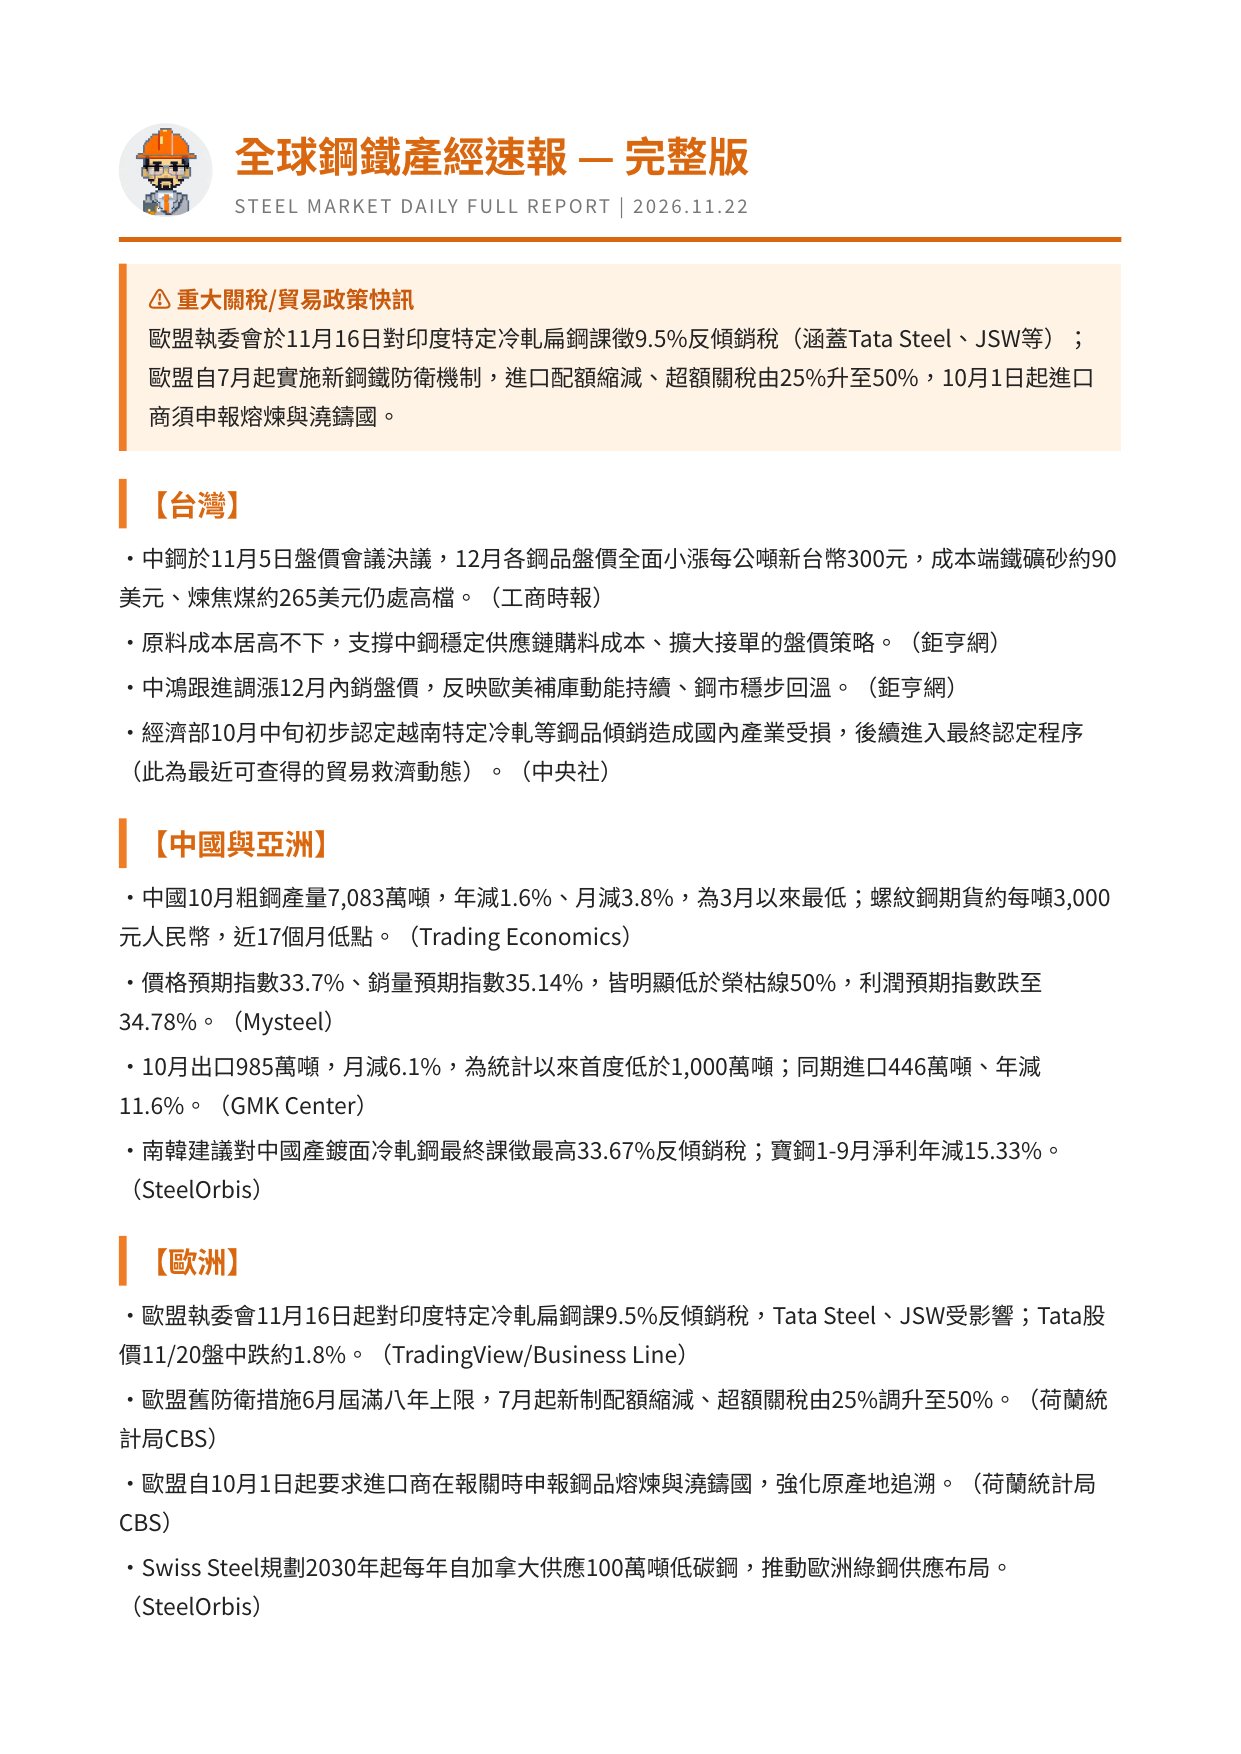 全球鋼鐵產經速報 — 完整版
STEEL MARKET DAILY FULL REPORT | 2026.11.22
⚠ 重大關稅/貿易政策快訊
歐盟執委會於11月16日對印度特定冷軋扁鋼課徵9.5%反傾銷稅（涵蓋Tata Steel、JSW等）；
歐盟自7月起實施新鋼鐵防衛機制，進口配額縮減、超額關稅由25%升至50%，10月1日起進口
商須申報熔煉與澆鑄國。
【台灣】
・中鋼於11月5日盤價會議決議，12月各鋼品盤價全面小漲每公噸新台幣300元，成本端鐵礦砂約90
美元、煉焦煤約265美元仍處高檔。（工商時報）
・原料成本居高不下，支撐中鋼穩定供應鏈購料成本、擴大接單的盤價策略。（鉅亨網）
・中鴻跟進調漲12月內銷盤價，反映歐美補庫動能持續、鋼市穩步回溫。（鉅亨網）
・經濟部10月中旬初步認定越南特定冷軋等鋼品傾銷造成國內產業受損，後續進入最終認定程序
（此為最近可查得的貿易救濟動態）。（中央社）
【中國與亞洲】
・中國10月粗鋼產量7,083萬噸，年減1.6%、月減3.8%，為3月以來最低；螺紋鋼期貨約每噸3,000
元人民幣，近17個月低點。（Trading Economics）
・價格預期指數33.7%、銷量預期指數35.14%，皆明顯低於榮枯線50%，利潤預期指數跌至
34.78%。（Mysteel）
・10月出口985萬噸，月減6.1%，為統計以來首度低於1,000萬噸；同期進口446萬噸、年減
11.6%。（GMK Center）
・南韓建議對中國產鍍面冷軋鋼最終課徵最高33.67%反傾銷稅；寶鋼1-9月淨利年減15.33%。
（SteelOrbis）
【歐洲】
・歐盟執委會11月16日起對印度特定冷軋扁鋼課9.5%反傾銷稅，Tata Steel、JSW受影響；Tata股
價11/20盤中跌約1.8%。（TradingView/Business Line）
・歐盟舊防衛措施6月屆滿八年上限，7月起新制配額縮減、超額關稅由25%調升至50%。（荷蘭統
計局CBS）
・歐盟自10月1日起要求進口商在報關時申報鋼品熔煉與澆鑄國，強化原產地追溯。（荷蘭統計局
CBS）
・Swiss Steel規劃2030年起每年自加拿大供應100萬噸低碳鋼，推動歐洲綠鋼供應布局。
（SteelOrbis）